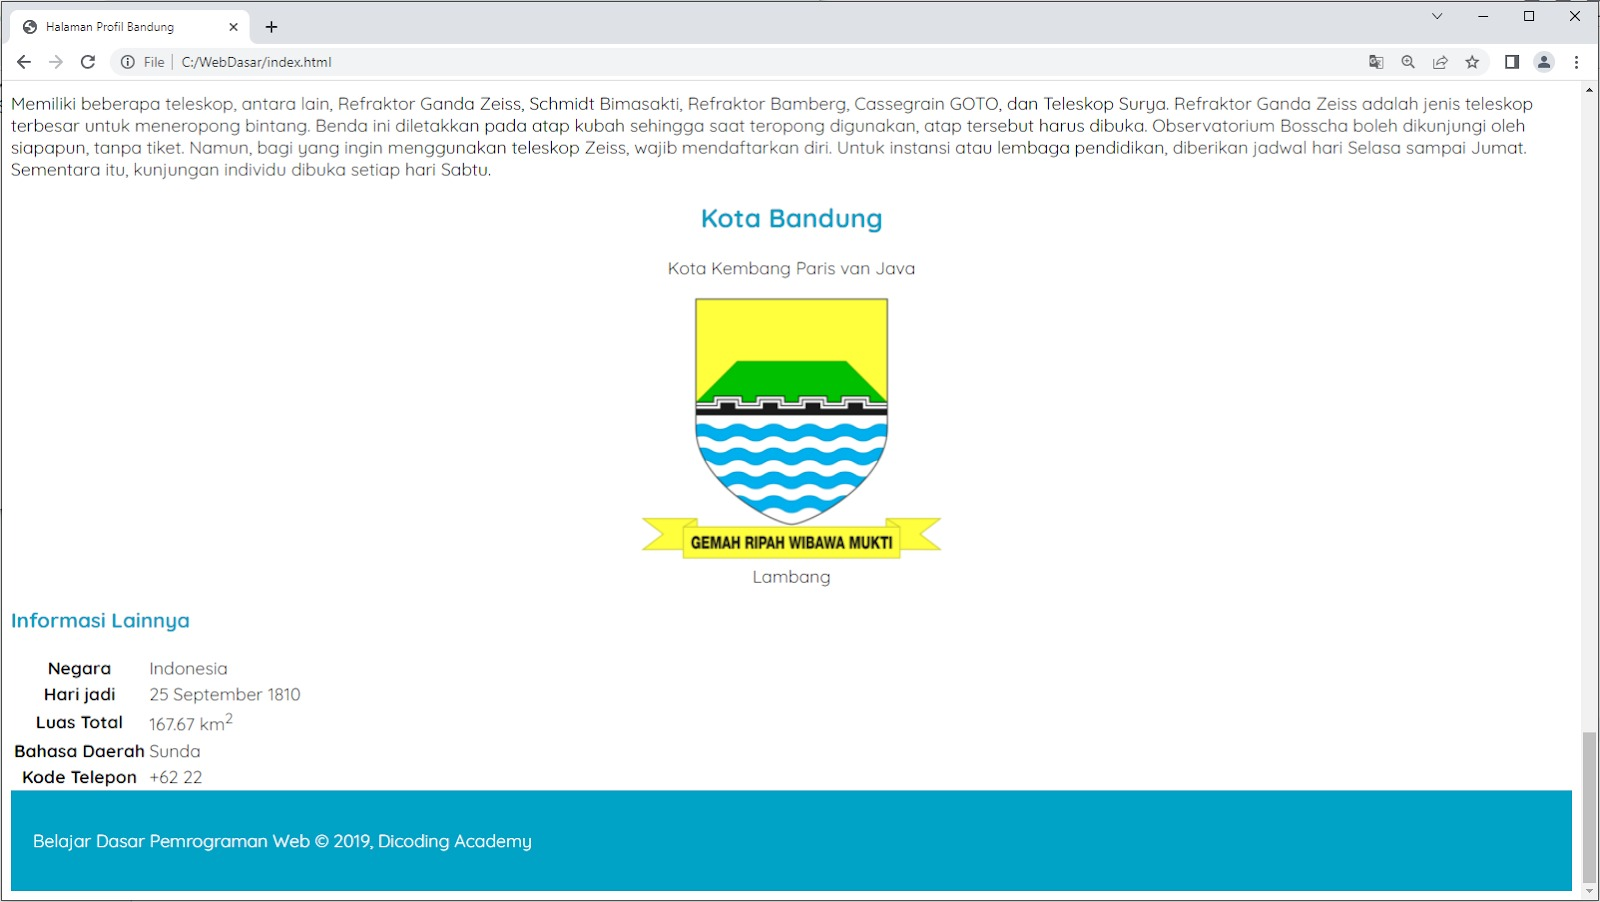 Halaman Profil Bandung
File
C:/WebDasar/index.html
Memiliki beberapa teleskop, antara lain, Refraktor Ganda Zeiss, Schmidt Bimasakti, Refraktor Bamberg, Cassegrain GOTO, dan Teleskop Surya. Refraktor Ganda Zeiss adalah jenis teleskop
terbesar untuk meneropong bintang. Benda ini diletakkan pada atap kubah sehingga saat teropong digunakan, atap tersebut harus dibuka. Observatorium Bosscha boleh dikunjungi oleh
siapapun, tanpa tiket. Namun, bagi yang ingin menggunakan teleskop Zeiss, wajib mendaftarkan diri. Untuk instansi atau lembaga pendidikan, diberikan jadwal hari Selasa sampai Jumat.
Sementara itu, kunjungan individu dibuka setiap hari Sabtu.
Kota Bandung
Kota Kembang Paris van Java
GEMAH RIPAH WIBAWA MUKTI
Lambang
Informasi Lainnya
Negara Indonesia
Hari jadi 25 September 1810
Luas Total 167.67 km²
Bahasa Daerah Sunda
Kode Telepon +62 22
Belajar Dasar Pemrograman Web © 2019, Dicoding Academy